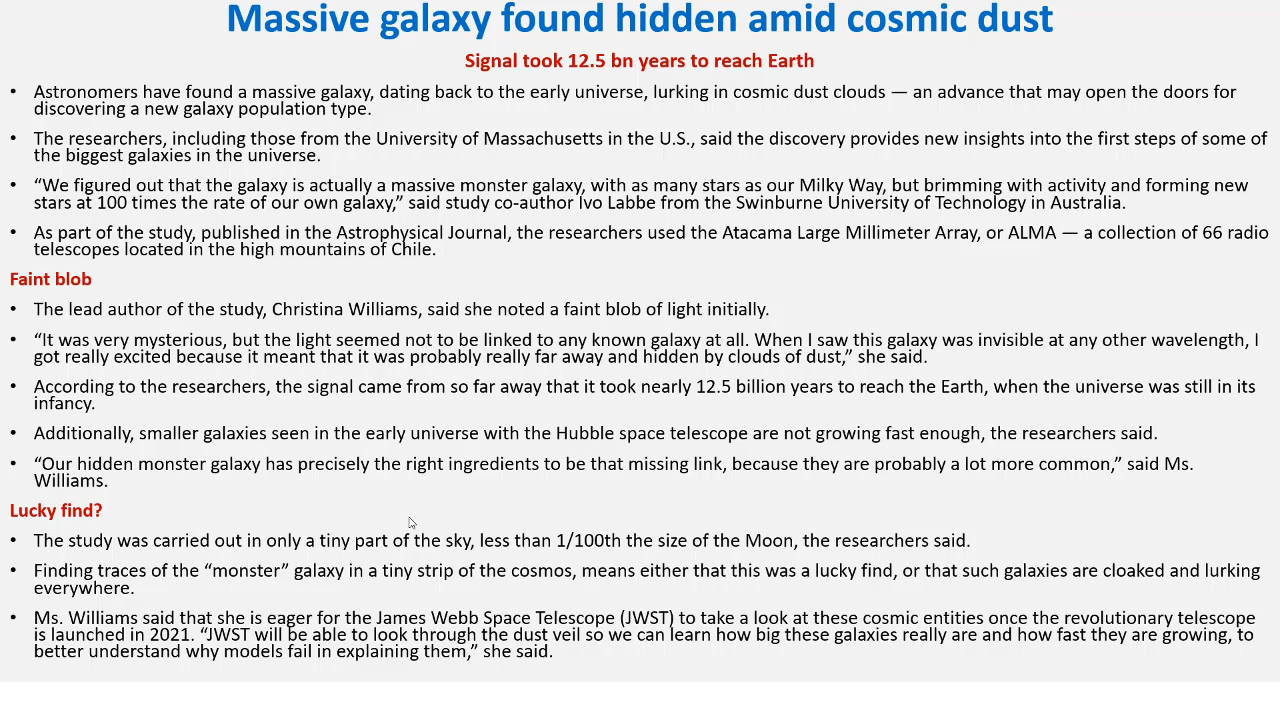 Massive galaxy found hidden amid cosmic dust
Signal took 12.5 bn years to reach Earth
• Astronomers have found a massive galaxy, dating back to the early universe, lurking in cosmic dust clouds — an advance that may open the doors for
discovering a new galaxy population type.
• The researchers, including those from the University of Massachusetts in the U.S., said the discovery provides new insights into the first steps of some of
the biggest galaxies in the universe.
• “We figured out that the galaxy is actually a massive monster galaxy, with as many stars as our Milky Way, but brimming with activity and forming new
stars at 100 times the rate of our own galaxy,” said study co-author Ivo Labbe from the Swinburne University of Technology in Australia.
• As part of the study, published in the Astrophysical Journal, the researchers used the Atacama Large Millimeter Array, or ALMA — a collection of 66 radio
telescopes located in the high mountains of Chile.
Faint blob
• The lead author of the study, Christina Williams, said she noted a faint blob of light initially.
• “It was very mysterious, but the light seemed not to be linked to any known galaxy at all. When I saw this galaxy was invisible at any other wavelength, I
got really excited because it meant that it was probably really far away and hidden by clouds of dust,” she said.
• According to the researchers, the signal came from so far away that it took nearly 12.5 billion years to reach the Earth, when the universe was still in its
infancy.
• Additionally, smaller galaxies seen in the early universe with the Hubble space telescope are not growing fast enough, the researchers said.
• “Our hidden monster galaxy has precisely the right ingredients to be that missing link, because they are probably a lot more common,” said Ms.
Williams.
Lucky find?
• The study was carried out in only a tiny part of the sky, less than 1/100th the size of the Moon, the researchers said.
• Finding traces of the “monster” galaxy in a tiny strip of the cosmos, means either that this was a lucky find, or that such galaxies are cloaked and lurking
everywhere.
• Ms. Williams said that she is eager for the James Webb Space Telescope (JWST) to take a look at these cosmic entities once the revolutionary telescope
is launched in 2021. “JWST will be able to look through the dust veil so we can learn how big these galaxies really are and how fast they are growing, to
better understand why models fail in explaining them,” she said.